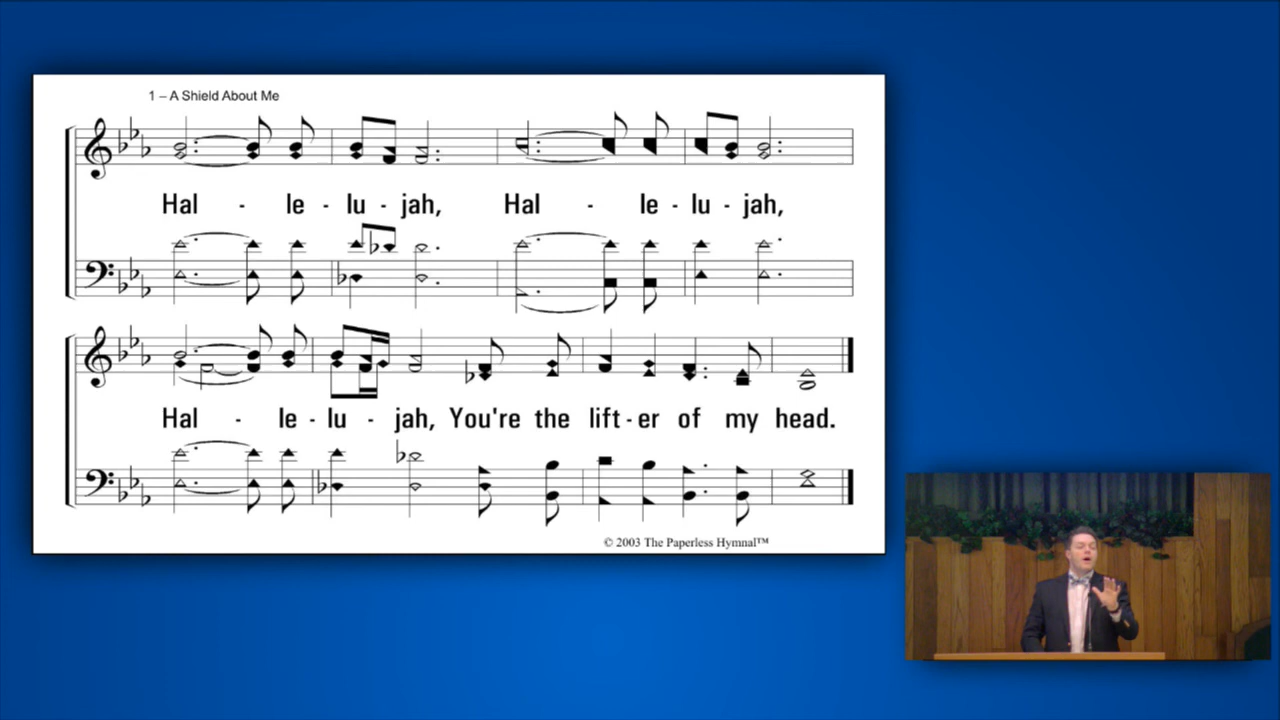 1 – A Shield About Me
Hal - le - lu - jah, Hal - le - lu - jah,
Hal - le - lu - jah, You're the lift - er of my head.
© 2003 The Paperless Hymnal™